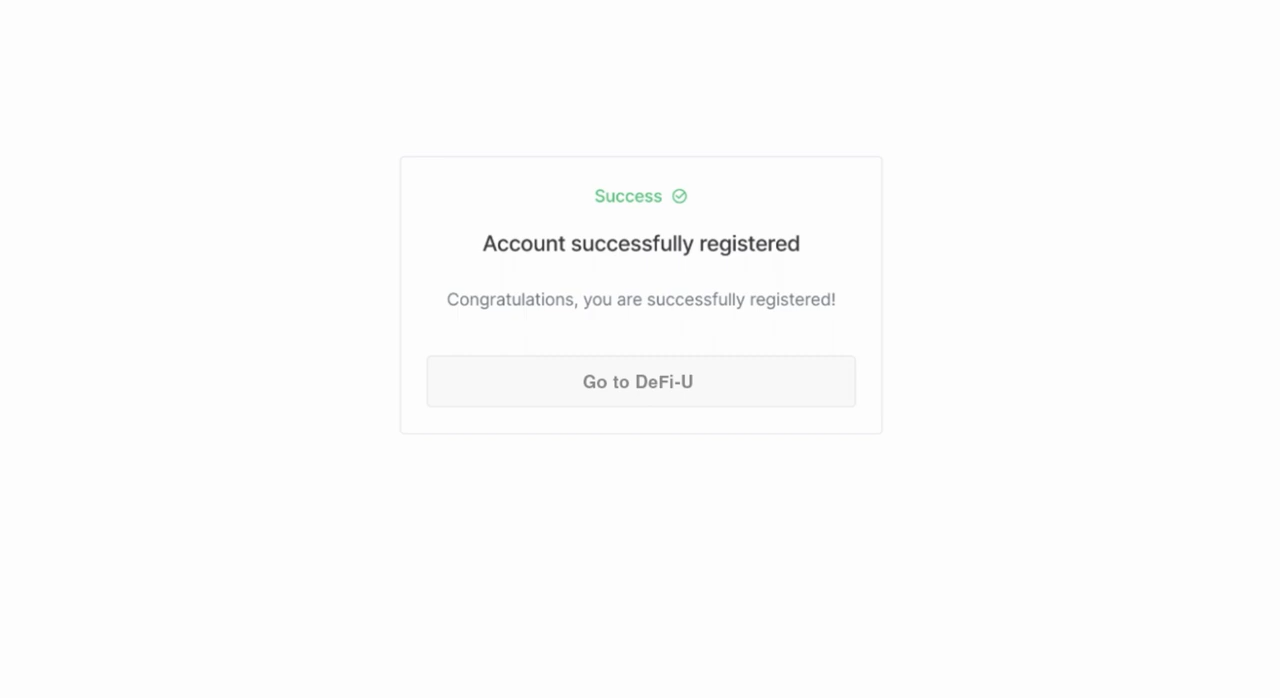 Success
Account successfully registered
Congratulations, you are successfully registered!
Go to DeFi-U